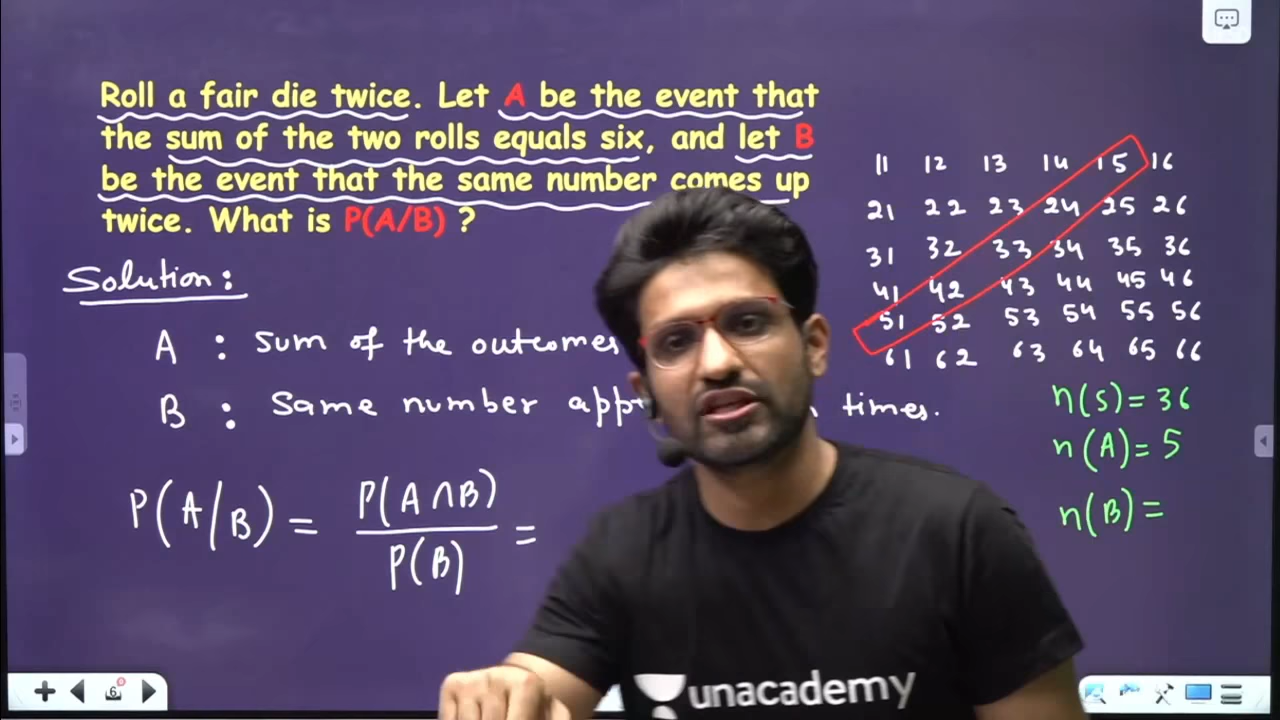 Roll a fair die twice. Let A be the event that
the sum of the two rolls equals six, and let B
be the event that the same number comes up
twice. What is P(A/B) ?
Solution:
A : Sum of the outcomes
B : Same number times.
P(A/B) = P(A∩B) / P(B) =
11 12 13 14 15 16
21 22 23 24 25 26
31 32 33 34 35 36
41 42 43 44 45 46
51 52 53 54 55 56
61 62 63 64 65 66
n(S) = 36
n(A) = 5
n(B) =
unacademy
6